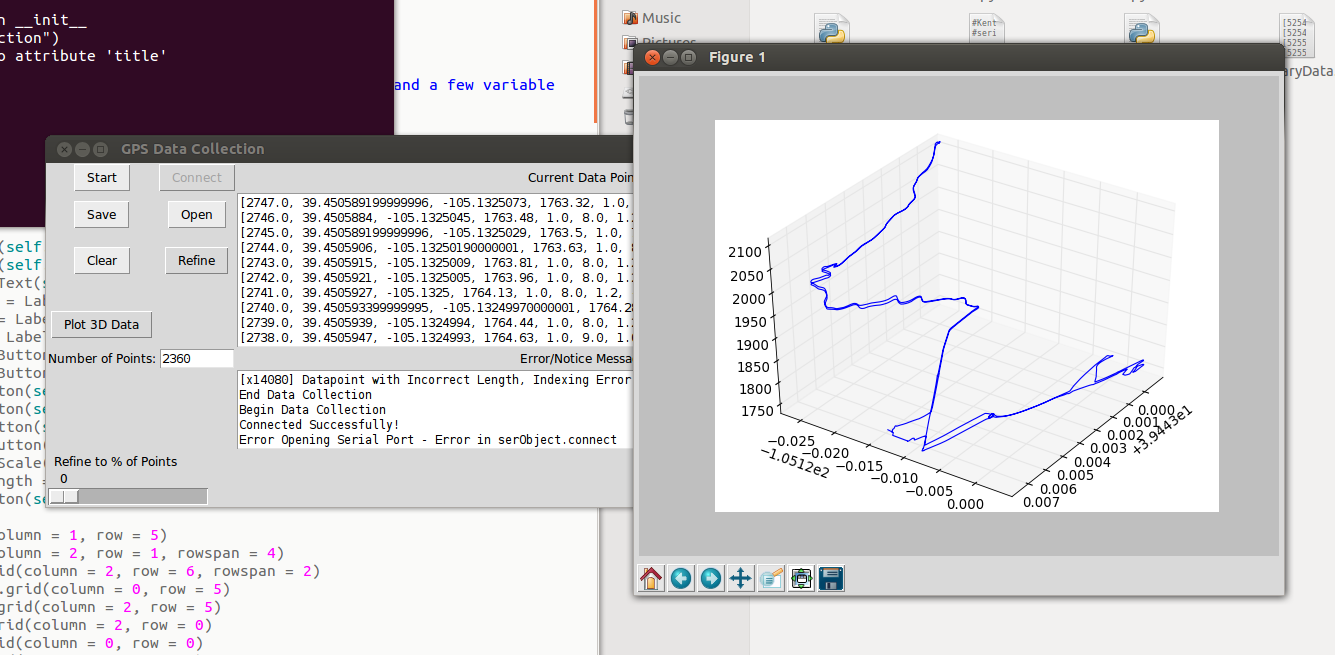 n __init__
ction")
o attribute 'title'
and a few variable
Music
Pictures
#Kent
#seri
[5254
[5254
[5255
5255
aryData
Figure 1
GPS Data Collection
Start
Connect
Save
Open
Clear
Refine
Plot 3D Data
Number of Points: 2360
Refine to % of Points
0
Current Data Poin
[2747.0, 39.450589199999996, -105.1325073, 1763.32, 1.0,
[2746.0, 39.4505884, -105.1325045, 1763.48, 1.0, 8.0, 1.
[2745.0, 39.450589199999996, -105.1325029, 1763.5, 1.0,
[2744.0, 39.4505906, -105.13250190000001, 1763.63, 1.0,
[2743.0, 39.4505915, -105.1325009, 1763.81, 1.0, 8.0, 1.
[2742.0, 39.4505921, -105.1325005, 1763.96, 1.0, 8.0, 1.
[2741.0, 39.4505927, -105.1325, 1764.13, 1.0, 8.0, 1.2,
[2740.0, 39.450593399999995, -105.13249970000001, 1764.28
[2739.0, 39.4505939, -105.1324994, 1764.44, 1.0, 8.0, 1.
[2738.0, 39.4505947, -105.1324993, 1764.63, 1.0, 9.0, 1.
Error/Notice Messa
[x14080] Datapoint with Incorrect Length, Indexing Error
End Data Collection
Begin Data Collection
Connected Successfully!
Error Opening Serial Port - Error in serObject.connect
2100
2050
2000
1950
1900
1850
1800
1750
−0.025
−0.020
−0.015
−0.010
−0.005
0.000
−1.0512e2
0.000
0.001
0.002
0.003
0.004
0.005
0.006
0.007
+3.9443e1
(self
(self
Text(s
= Lab
= Labe
Label
Button
Button
ton(se
ton(se
tton(s
utton(
Scale(
ngth =
ton(se
olumn = 1, row = 5)
olumn = 2, row = 1, rowspan = 4)
id(column = 2, row = 6, rowspan = 2)
.grid(column = 0, row = 5)
grid(column = 2, row = 5)
rid(column = 2, row = 0)
id(column = 0, row = 0)